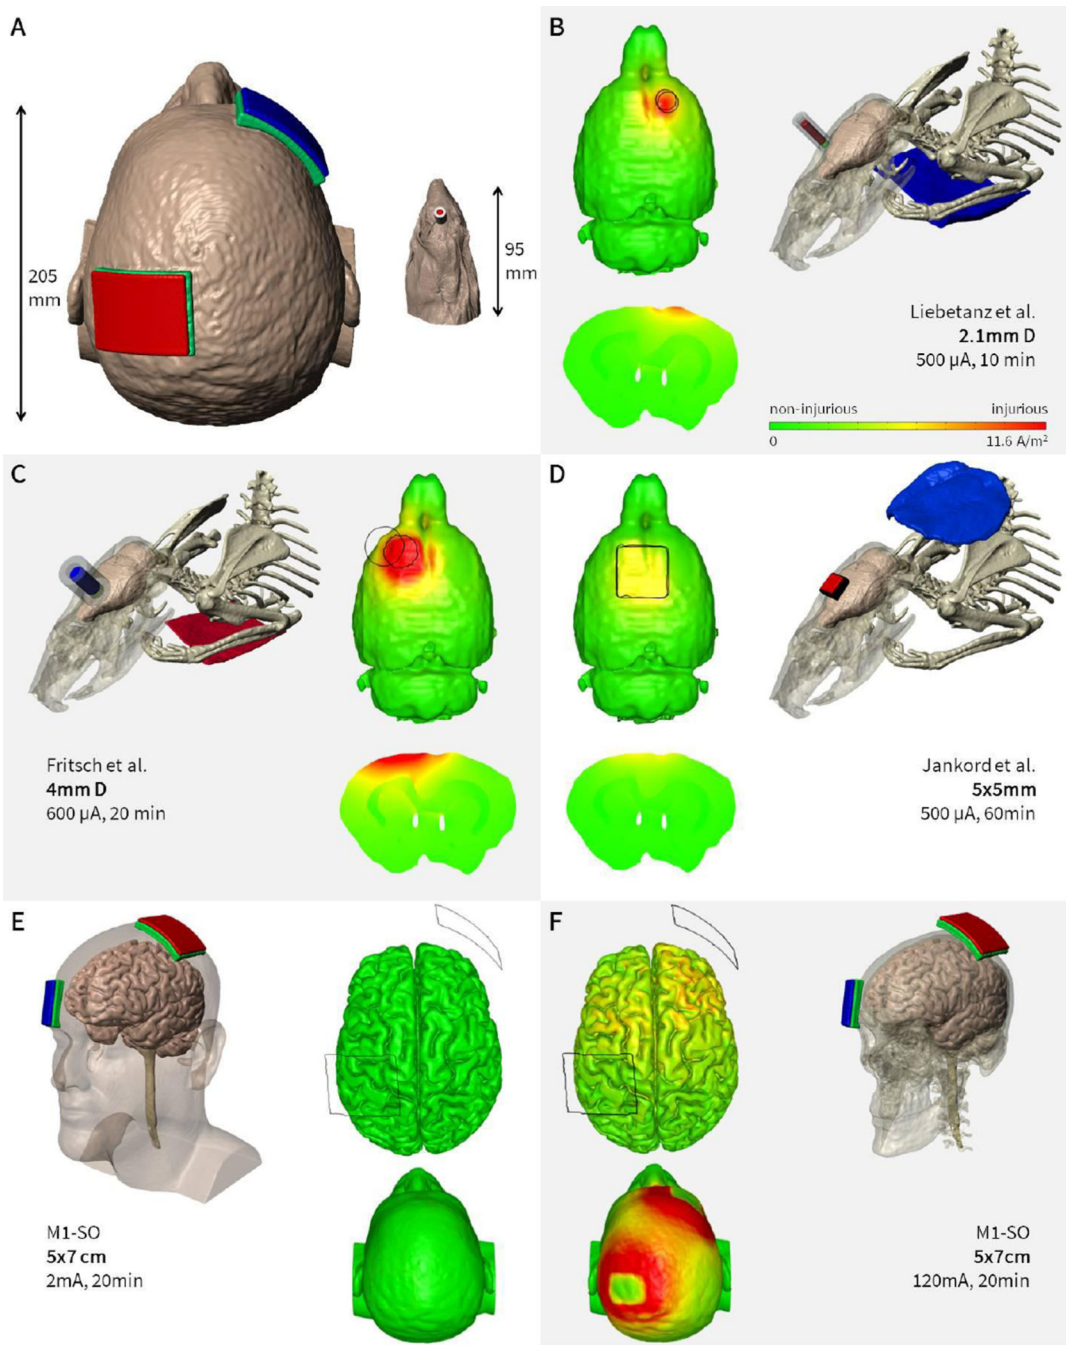 A
205
mm
95
mm
B
Liebetanz et al.
2.1mm D
500 µA, 10 min
non-injurious injurious
0 11.6 A/m²
C
Fritsch et al.
4mm D
600 µA, 20 min
D
Jankord et al.
5x5mm
500 µA, 60min
E
M1-SO
5x7 cm
2mA, 20min
F
M1-SO
5x7cm
120mA, 20min